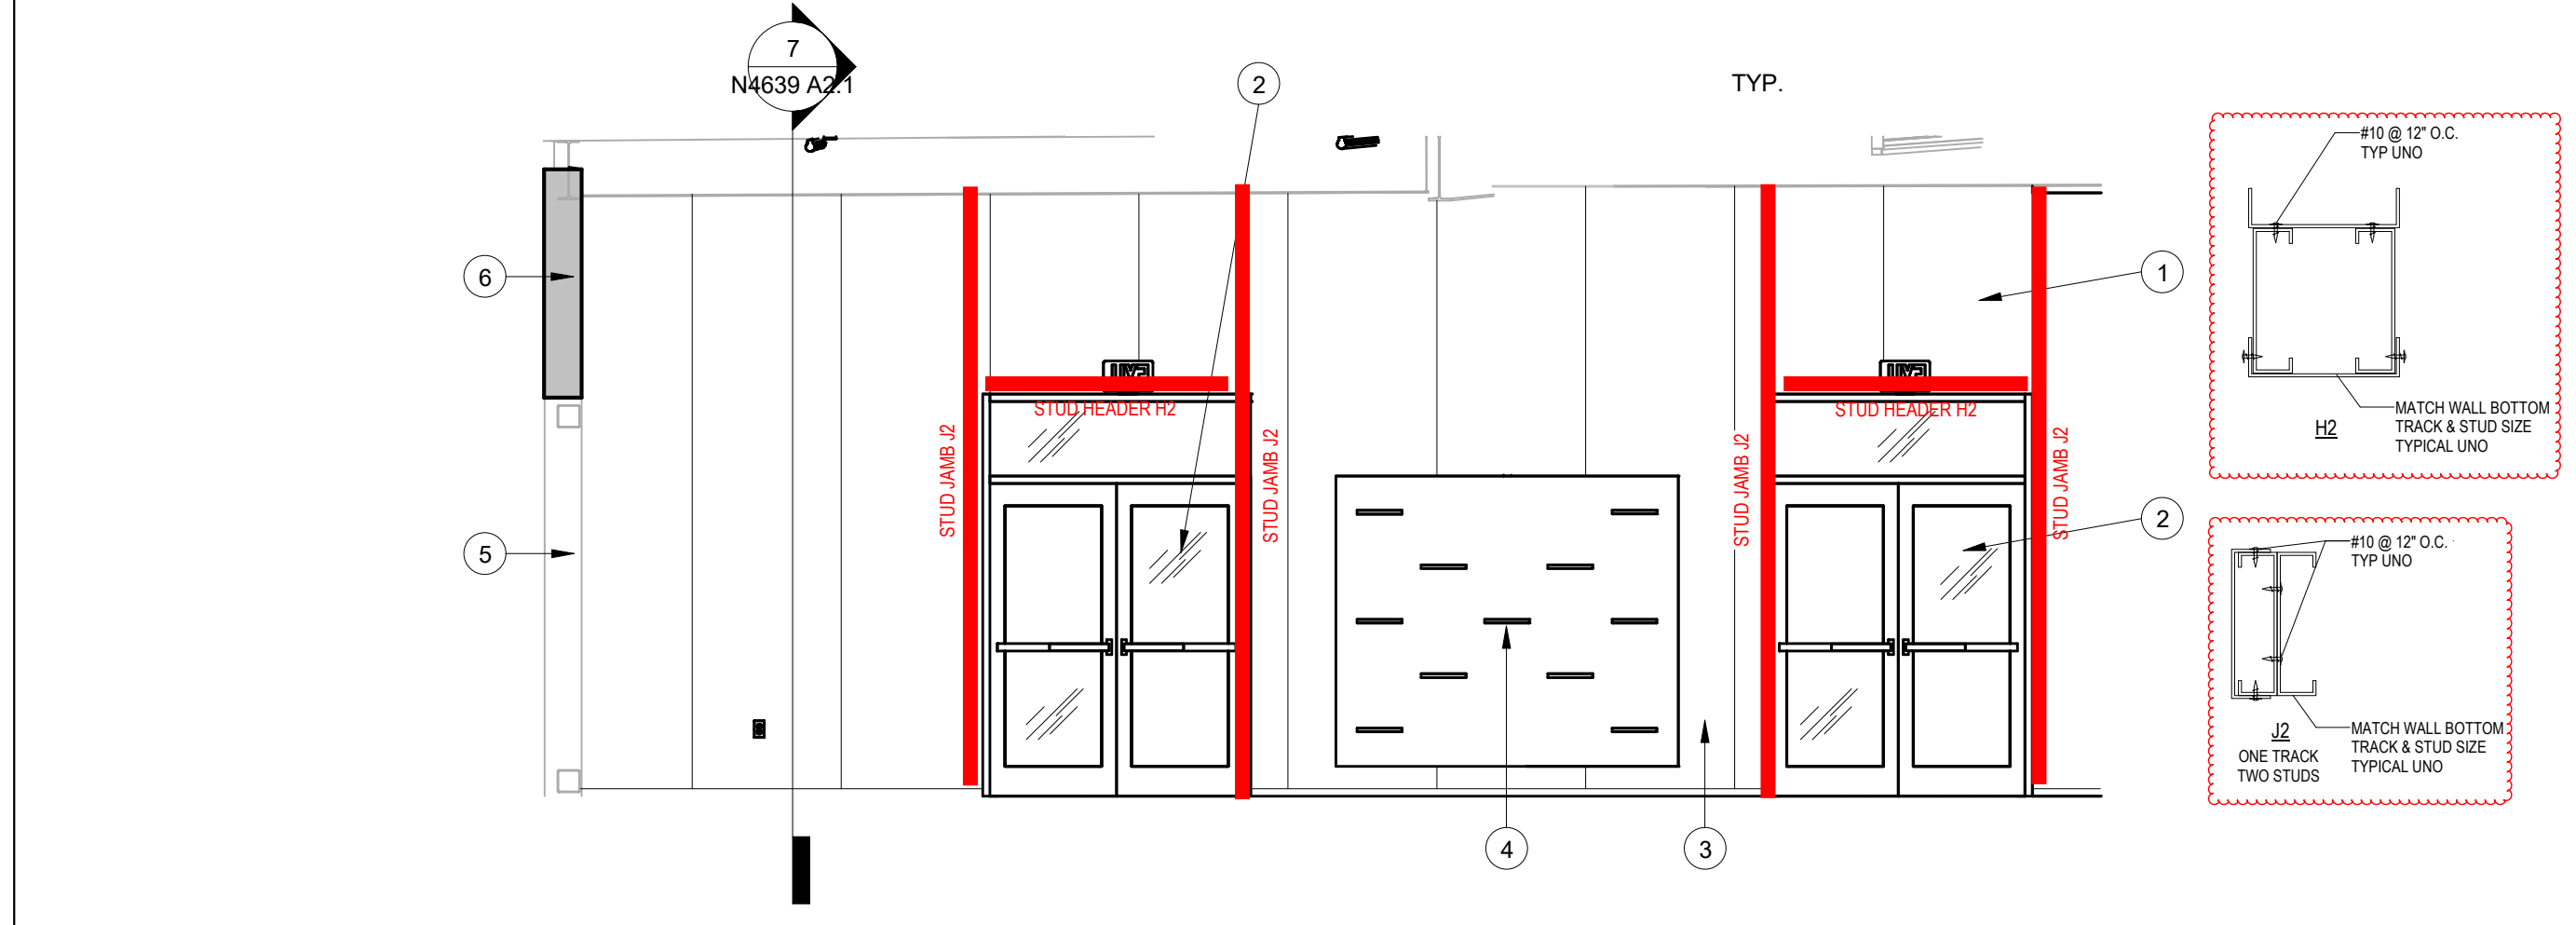 7
N4639 A2.1
2
TYP.
#10 @ 12" O.C.
TYP UNO
6
1
MATCH WALL BOTTOM
TRACK & STUD SIZE
TYPICAL UNO
H2
STUD HEADER H2
STUD HEADER H2
STUD JAMB J2
STUD JAMB J2
STUD JAMB J2
STUD JAMB J2
5
2
#10 @ 12" O.C.
TYP UNO
J2
ONE TRACK
TWO STUDS
MATCH WALL BOTTOM
TRACK & STUD SIZE
TYPICAL UNO
4
3